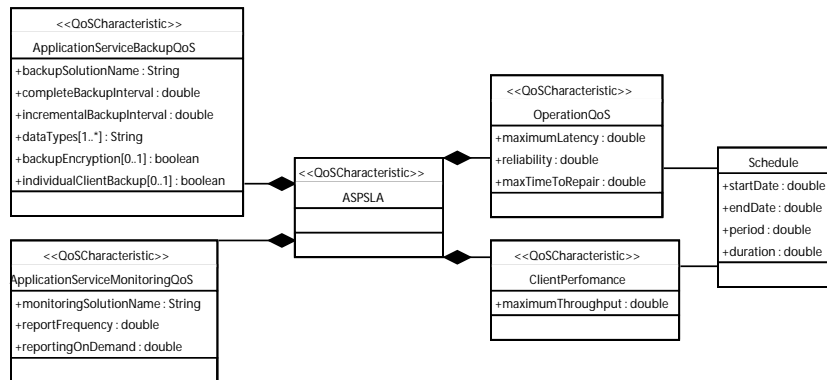 <<QoSCharacteristic>>
ApplicationServiceBackupQoS
+backupSolutionName : String
+completeBackupInterval : double
+incrementalBackupInterval : double
+dataTypes[1..*] : String
+backupEncryption[0..1] : boolean
+individualClientBackup[0..1] : boolean
<<QoSCharacteristic>>
ApplicationServiceMonitoringQoS
+monitoringSolutionName : String
+reportFrequency : double
+reportingOnDemand : double
<<QoSCharacteristic>>
ASPSLA
<<QoSCharacteristic>>
OperationQoS
+maximumLatency : double
+reliability : double
+maxTimeToRepair : double
<<QoSCharacteristic>>
ClientPerfomance
+maximumThroughput : double
Schedule
+startDate : double
+endDate : double
+period : double
+duration : double